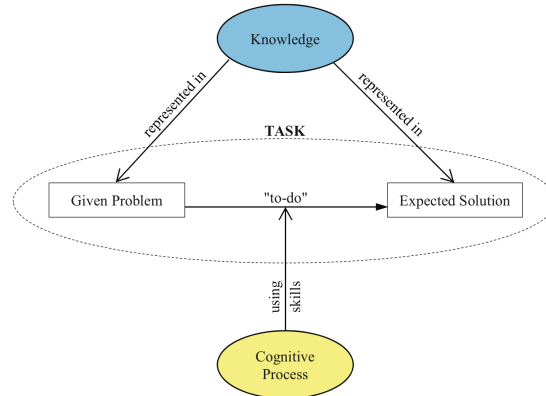 Knowledge
represented in
represented in
TASK
Given Problem
"to-do"
Expected Solution
using
skills
Cognitive
Process